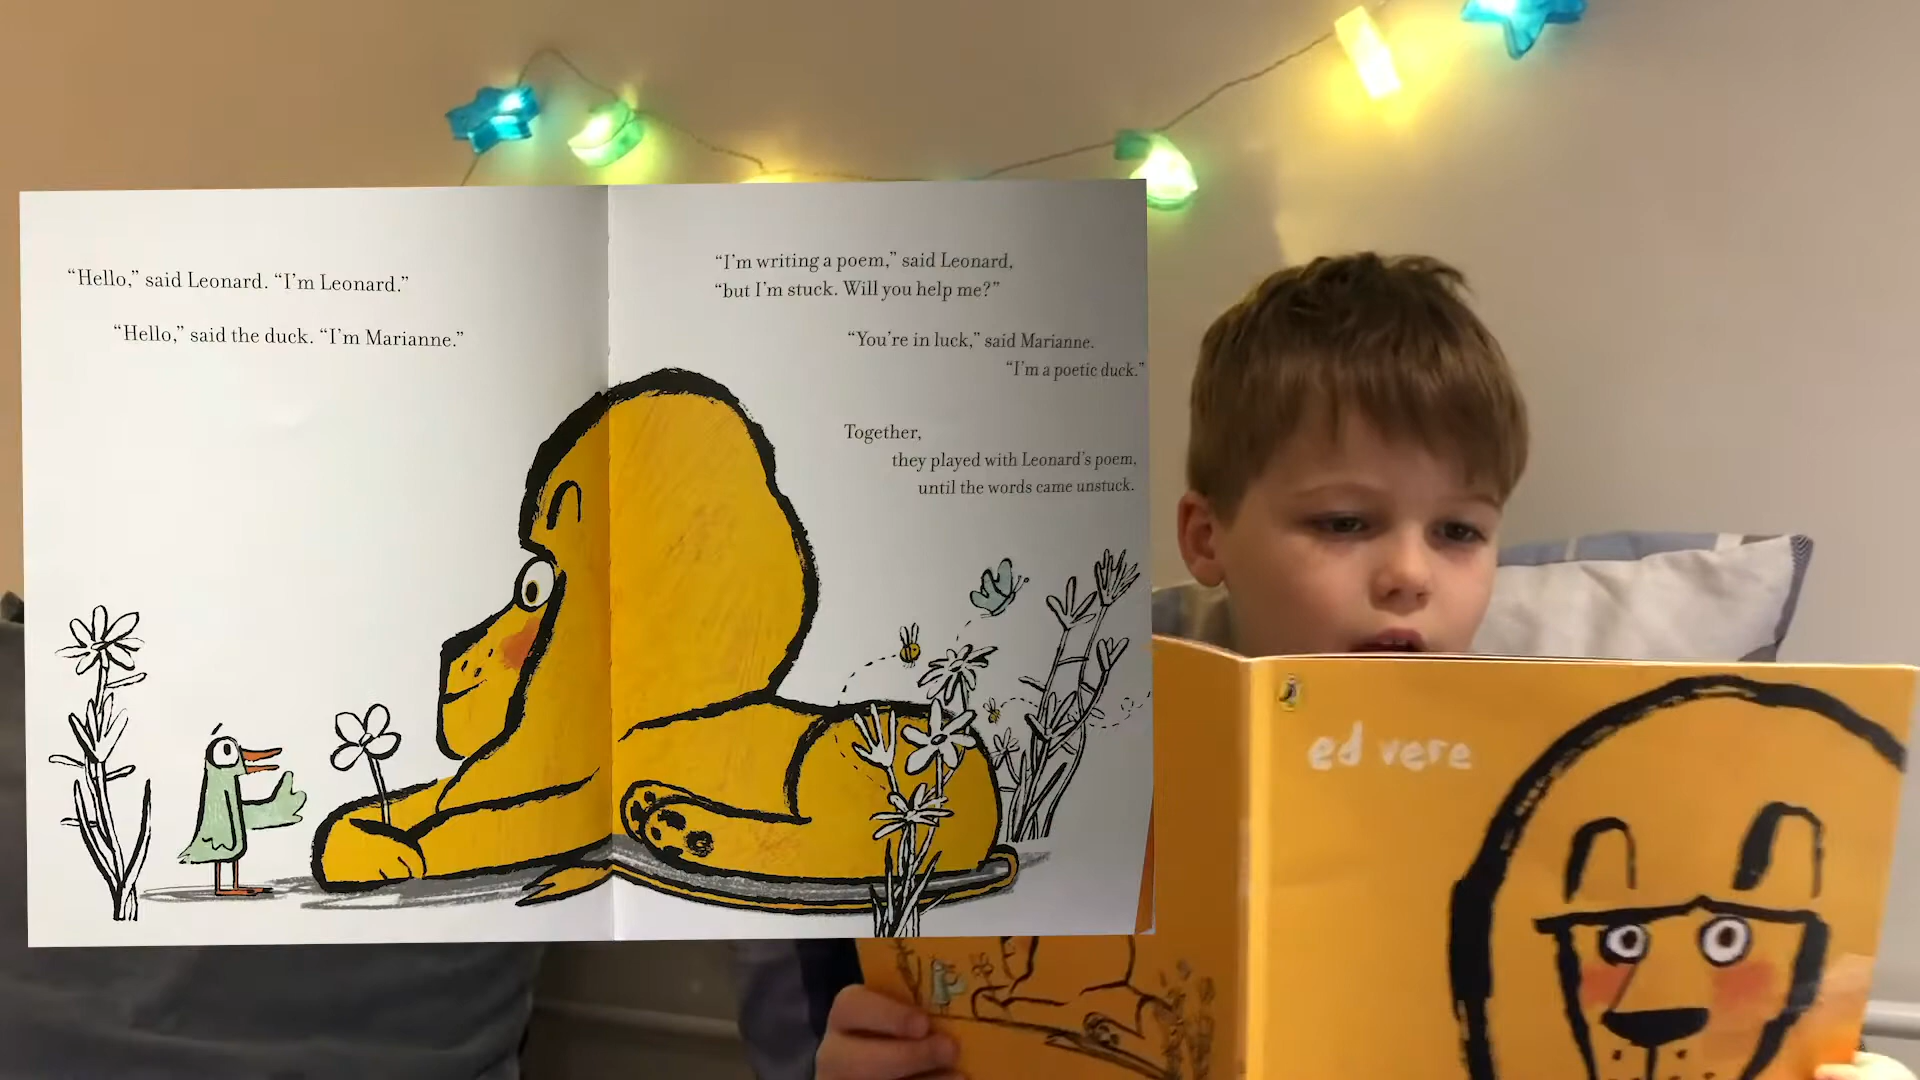 “Hello,” said Leonard. “I’m Leonard.”
“Hello,” said the duck. “I’m Marianne.”
“I’m writing a poem,” said Leonard,
“but I’m stuck. Will you help me?”
“You’re in luck,” said Marianne.
“I’m a poetic duck.”
Together,
they played with Leonard’s poem,
until the words came unstuck.
ed vere